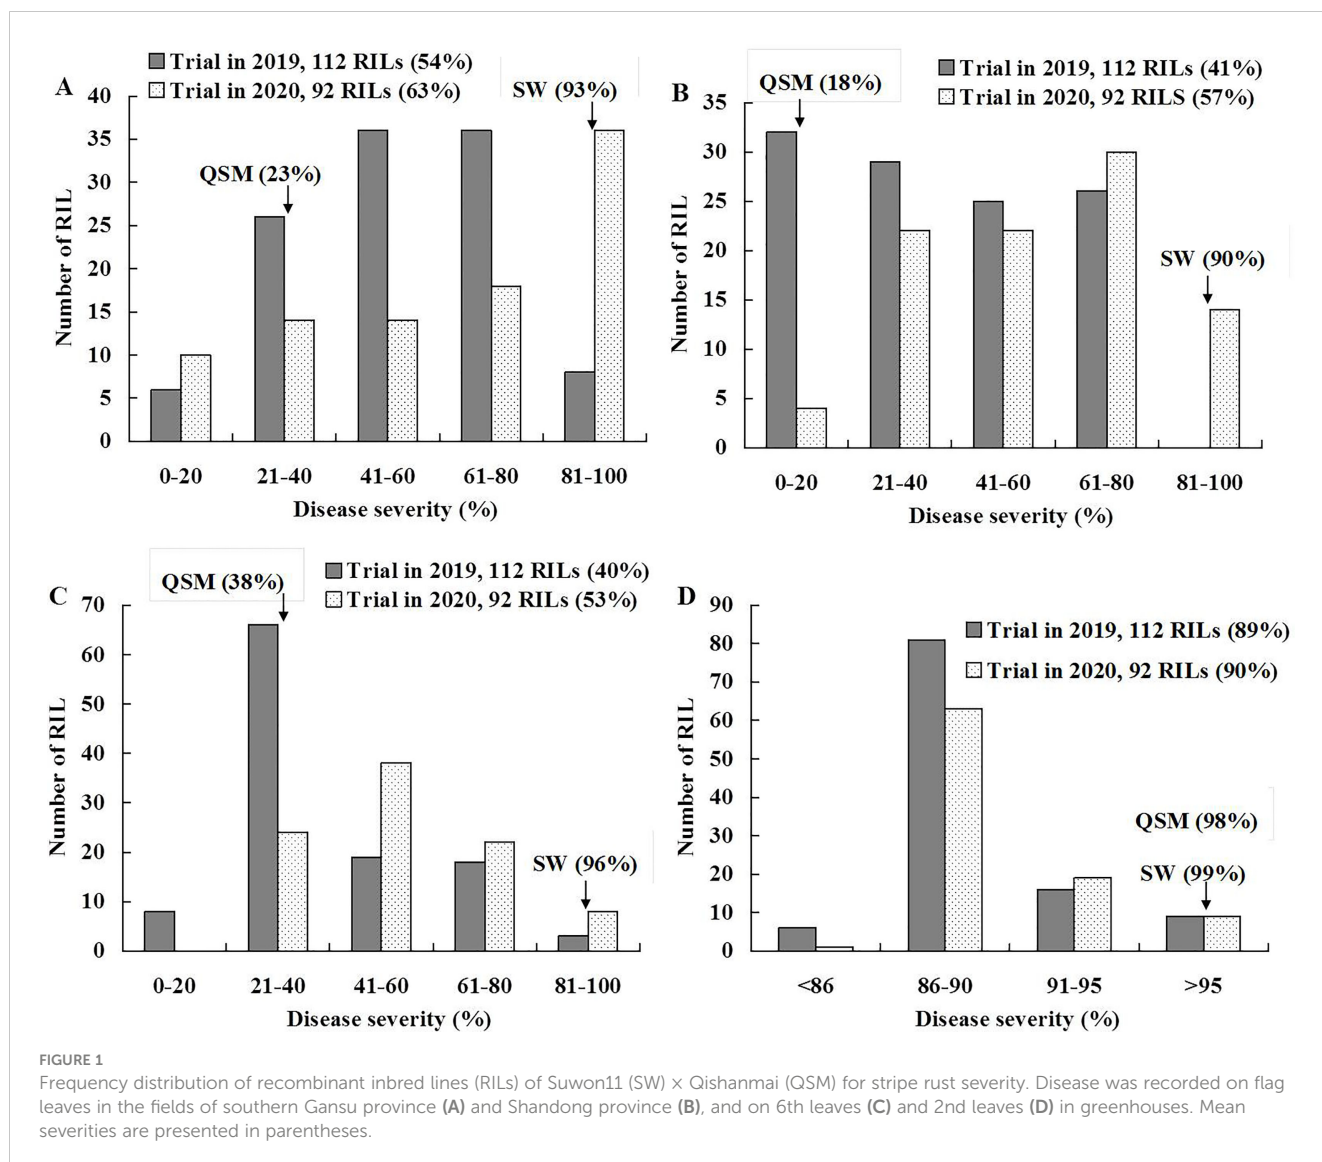 A
Trial in 2019, 112 RILs (54%)
Trial in 2020, 92 RILs (63%)
SW (93%)
QSM (23%)
Number of RIL
40
35
30
25
20
15
10
5
0
0-20 21-40 41-60 61-80 81-100
Disease severity (%)
B
QSM (18%)
Trial in 2019, 112 RILs (41%)
Trial in 2020, 92 RILS (57%)
SW (90%)
Number of RIL
35
30
25
20
15
10
5
0
0-20 21-40 41-60 61-80 81-100
Disease severity (%)
C
QSM (38%)
Trial in 2019, 112 RILs (40%)
Trial in 2020, 92 RILs (53%)
SW (96%)
Number of RIL
70
60
50
40
30
20
10
0
0-20 21-40 41-60 61-80 81-100
Disease severity (%)
D
Trial in 2019, 112 RILs (89%)
Trial in 2020, 92 RILs (90%)
QSM (98%)
SW (99%)
Number of RIL
90
80
70
60
50
40
30
20
10
0
<86 86-90 91-95 >95
Disease severity (%)
FIGURE 1
Frequency distribution of recombinant inbred lines (RILs) of Suwon11 (SW) × Qishanmai (QSM) for stripe rust severity. Disease was recorded on flag
leaves in the fields of southern Gansu province (A) and Shandong province (B), and on 6th leaves (C) and 2nd leaves (D) in greenhouses. Mean
severities are presented in parentheses.